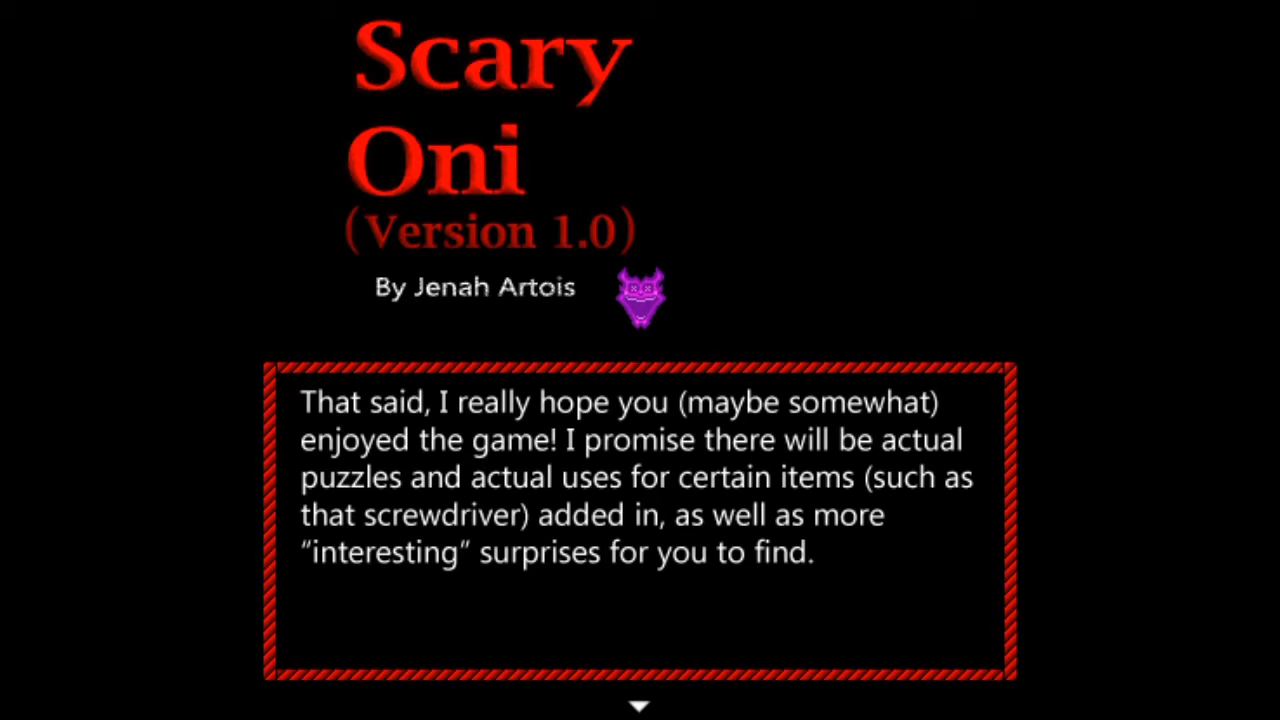 Scary
Oni
(Version 1.0)
By Jenah Artois
That said, I really hope you (maybe somewhat)
enjoyed the game! I promise there will be actual
puzzles and actual uses for certain items (such as
that screwdriver) added in, as well as more
“interesting” surprises for you to find.